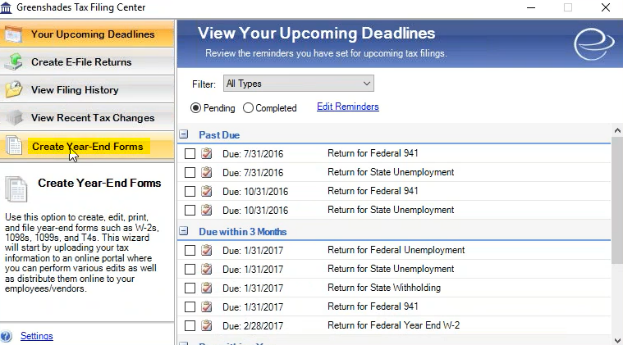 Greenshades Tax Filing Center
Your Upcoming Deadlines
Create E-File Returns
View Filing History
View Recent Tax Changes
Create Year-End Forms
Create Year-End Forms
Use this option to create, edit, print,
and file year-end forms such as W-2s,
1098s, 1099s, and T4s. This wizard
will start by uploading your tax
information to an online portal where
you can perform various edits as well
as distribute them online to your
employees/vendors.
Settings
View Your Upcoming Deadlines
Review the reminders you have set for upcoming tax filings.
Filter: All Types
Pending Completed Edit Reminders
Past Due
Due: 7/31/2016 Return for Federal 941
Due: 7/31/2016 Return for State Unemployment
Due: 10/31/2016 Return for Federal 941
Due: 10/31/2016 Return for State Unemployment
Due within 3 Months
Due: 1/31/2017 Return for Federal Unemployment
Due: 1/31/2017 Return for State Unemployment
Due: 1/31/2017 Return for State Withholding
Due: 1/31/2017 Return for Federal 941
Due: 2/28/2017 Return for Federal Year End W-2